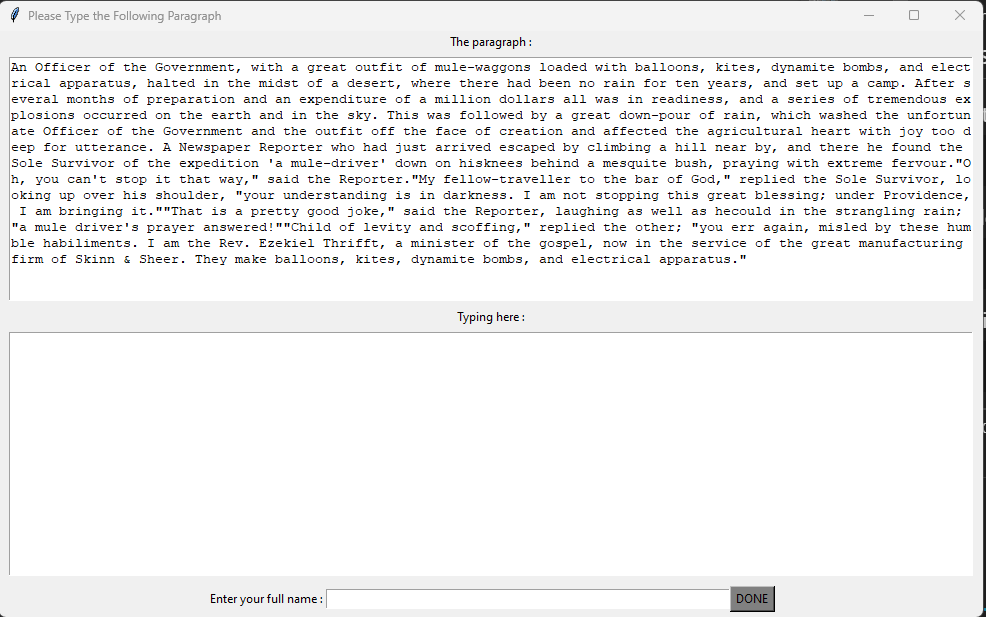 Please Type the Following Paragraph
The paragraph :
An Officer of the Government, with a great outfit of mule-waggons loaded with balloons, kites, dynamite bombs, and elect
rical apparatus, halted in the midst of a desert, where there had been no rain for ten years, and set up a camp. After s
everal months of preparation and an expenditure of a million dollars all was in readiness, and a series of tremendous ex
plosions occurred on the earth and in the sky. This was followed by a great down-pour of rain, which washed the unfortun
ate Officer of the Government and the outfit off the face of creation and affected the agricultural heart with joy too d
eep for utterance. A Newspaper Reporter who had just arrived escaped by climbing a hill near by, and there he found the
Sole Survivor of the expedition 'a mule-driver' down on hisknees behind a mesquite bush, praying with extreme fervour."O
h, you can't stop it that way," said the Reporter."My fellow-traveller to the bar of God," replied the Sole Survivor, lo
oking up over his shoulder, "your understanding is in darkness. I am not stopping this great blessing; under Providence,
I am bringing it.""That is a pretty good joke," said the Reporter, laughing as well as hecould in the strangling rain;
"a mule driver's prayer answered!""Child of levity and scoffing," replied the other; "you err again, misled by these hum
ble habiliments. I am the Rev. Ezekiel Thrifft, a minister of the gospel, now in the service of the great manufacturing
firm of Skinn & Sheer. They make balloons, kites, dynamite bombs, and electrical apparatus."
Typing here :
Enter your full name : DONE